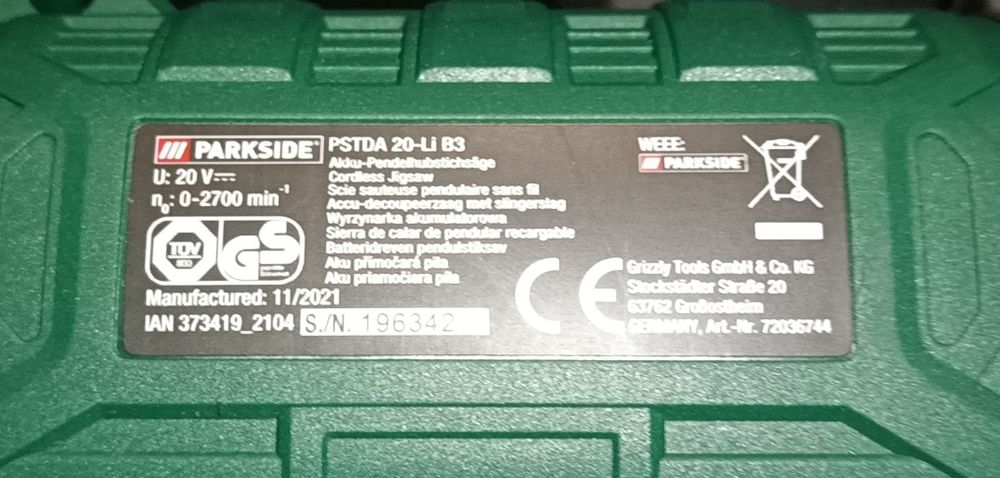 PARKSIDE
U: 20 V
n0: 0-2700 min-1
PSTDA 20-Li B3
Akku-Pendelhubstichsäge
Cordless Jigsaw
Scie sauteuse pendulaire sans fil
Accu-decoupeerzaag met slingerslag
Wyrzynarka akumulatorowa
Sierra de calar de pendular recargable
Batteridreven pendulstiksav
Aku přímočará pila
Aku priamočiara píla
TÜV
GS
Manufactured: 11/2021
IAN 373419_2104
S./N. 196342
WEEE:
PARKSIDE
CE
Grizzly Tools GmbH & Co. KG
Stockstädter Straße 20
63762 Großostheim
GERMANY, Art.-Nr. 72036744